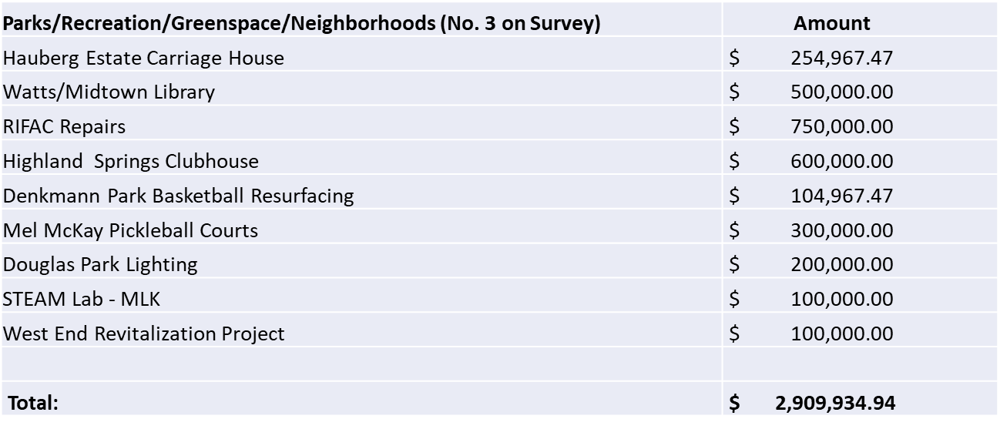 Parks/Recreation/Greenspace/Neighborhoods (No. 3 on Survey) Amount
Hauberg Estate Carriage House $ 254,967.47
Watts/Midtown Library $ 500,000.00
RIFAC Repairs $ 750,000.00
Highland  Springs Clubhouse $ 600,000.00
Denkmann Park Basketball Resurfacing $ 104,967.47
Mel McKay Pickleball Courts $ 300,000.00
Douglas Park Lighting $ 200,000.00
STEAM Lab - MLK $ 100,000.00
West End Revitalization Project $ 100,000.00
Total: $ 2,909,934.94